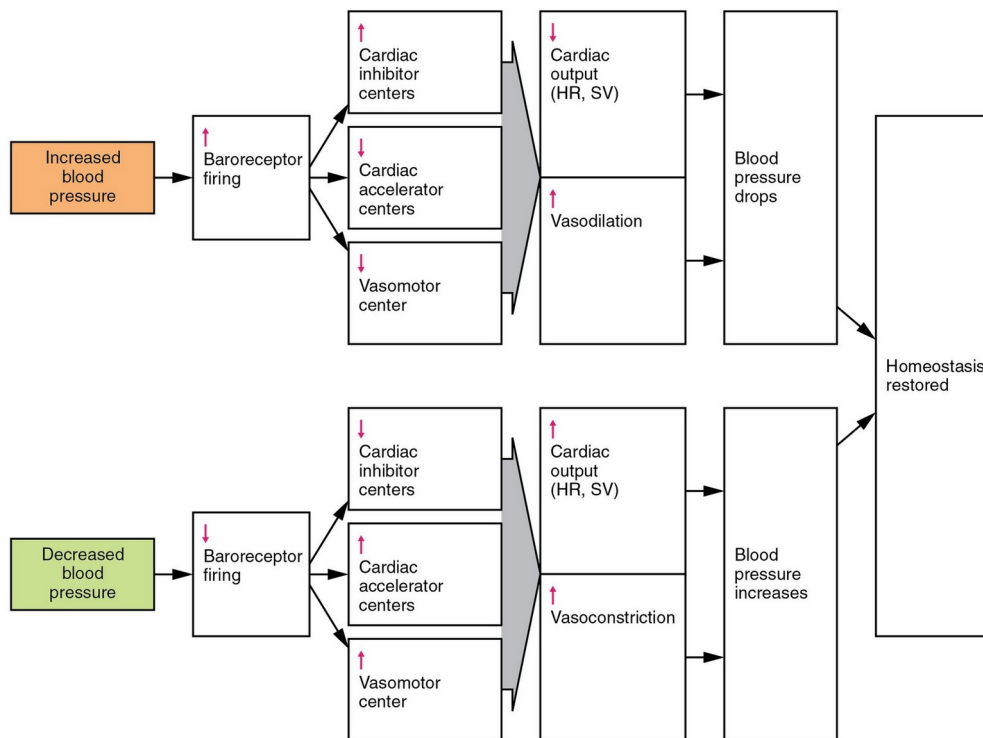 Increased
blood
pressure
↑
Baroreceptor
firing
↑
Cardiac
inhibitor
centers
↓
Cardiac
accelerator
centers
↓
Vasomotor
center
↓
Cardiac
output
(HR, SV)
↑
Vasodilation
Blood
pressure
drops
Homeostasis
restored
Decreased
blood
pressure
↓
Baroreceptor
firing
↓
Cardiac
inhibitor
centers
↑
Cardiac
accelerator
centers
↑
Vasomotor
center
↑
Cardiac
output
(HR, SV)
↑
Vasoconstriction
Blood
pressure
increases